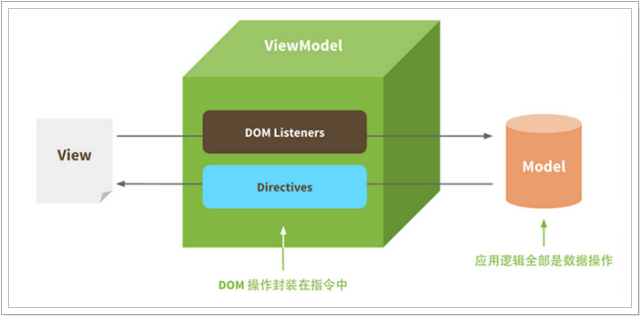 ViewModel
DOM Listeners
View
Model
Directives
应用逻辑全部是数据操作
DOM 操作封装在指令中